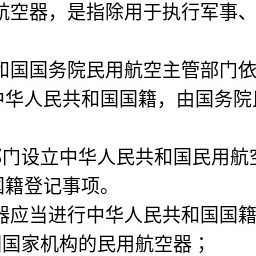 航空器，是指除用于执行军事、
和国国务院民用航空主管部门依
中华人民共和国国籍，由国务院
部门设立中华人民共和国民用航空
国籍登记事项。
器应当进行中华人民共和国国籍
国家机构的民用航空器；